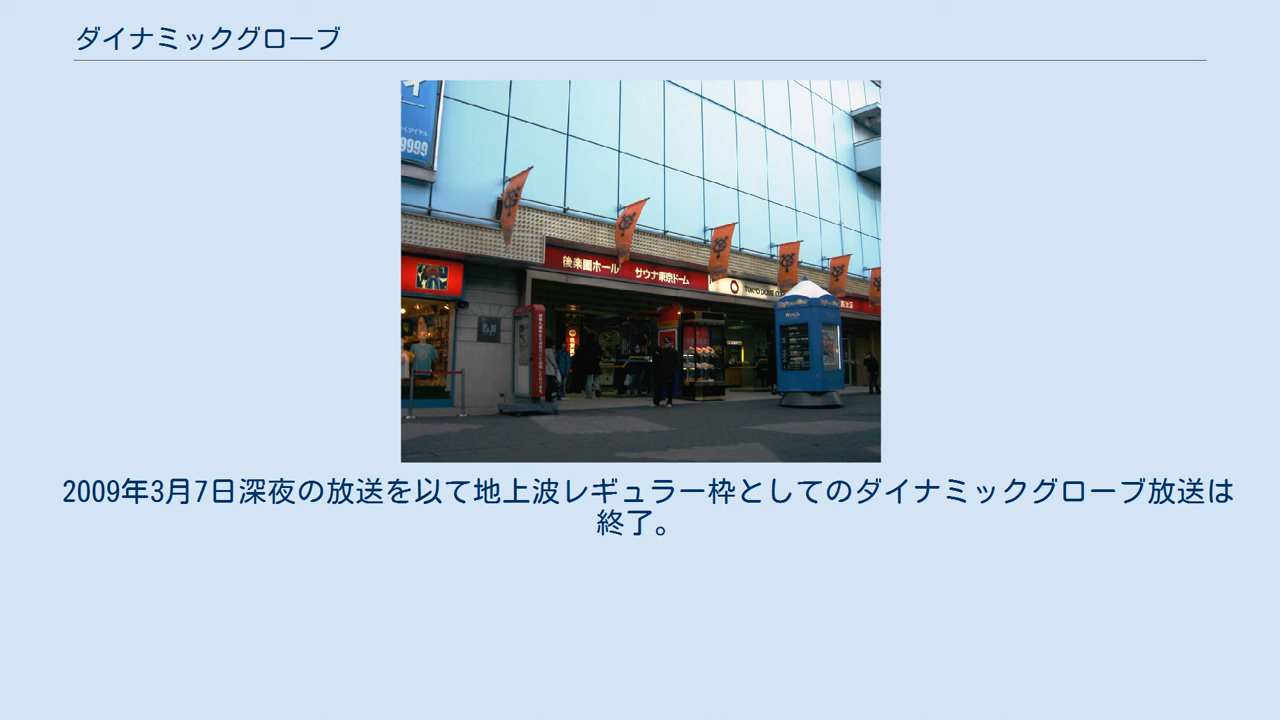 ダイナミックグローブ
9999
後楽園ホール サウナ東京ドーム
TOKYO DOME
2009年3月7日深夜の放送を以て地上波レギュラー枠としてのダイナミックグローブ放送は
終了。